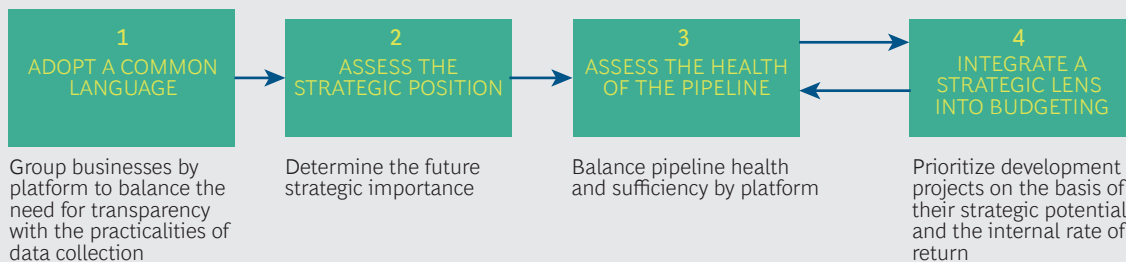 1
ADOPT A COMMON
LANGUAGE
Group businesses by
platform to balance the
need for transparency
with the practicalities of
data collection
2
ASSESS THE
STRATEGIC POSITION
Determine the future
strategic importance
3
ASSESS THE HEALTH
OF THE PIPELINE
Balance pipeline health
and sufficiency by platform
4
INTEGRATE A
STRATEGIC LENS
INTO BUDGETING
Prioritize development
projects on the basis of
their strategic potential
and the internal rate of
return